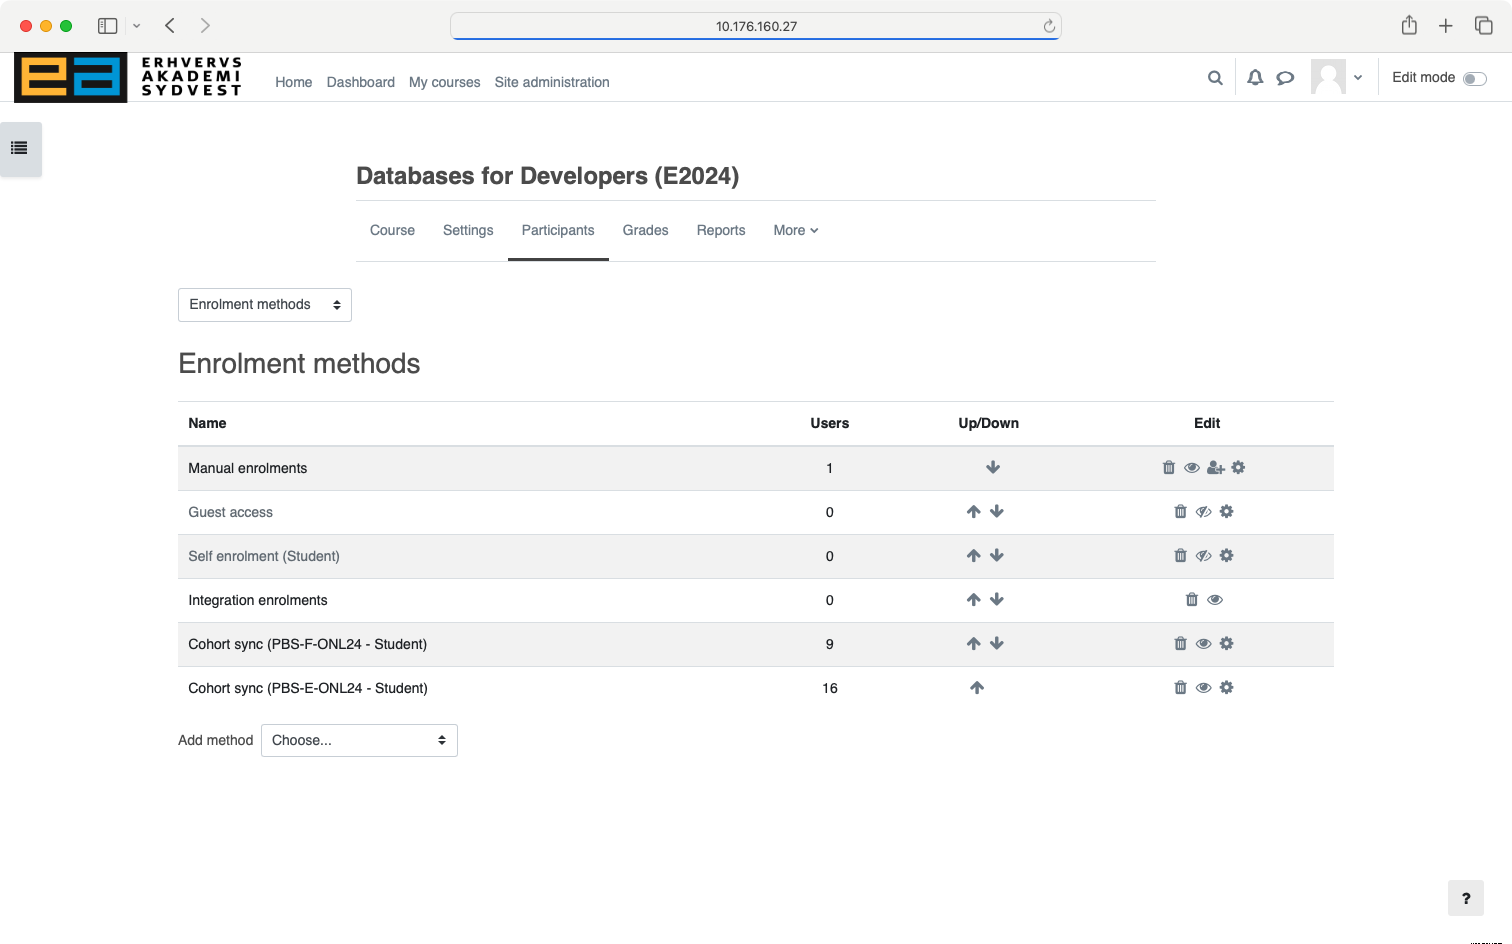 10.176.160.27
ea
ERHVERVS
AKADEMI
SYDVEST
Home Dashboard My courses Site administration
Edit mode
Databases for Developers (E2024)
Course Settings Participants Grades Reports More
Enrolment methods
Enrolment methods
Name Users Up/Down Edit
Manual enrolments 1
Guest access 0
Self enrolment (Student) 0
Integration enrolments 0
Cohort sync (PBS-F-ONL24 - Student) 9
Cohort sync (PBS-E-ONL24 - Student) 16
Add method Choose...
?